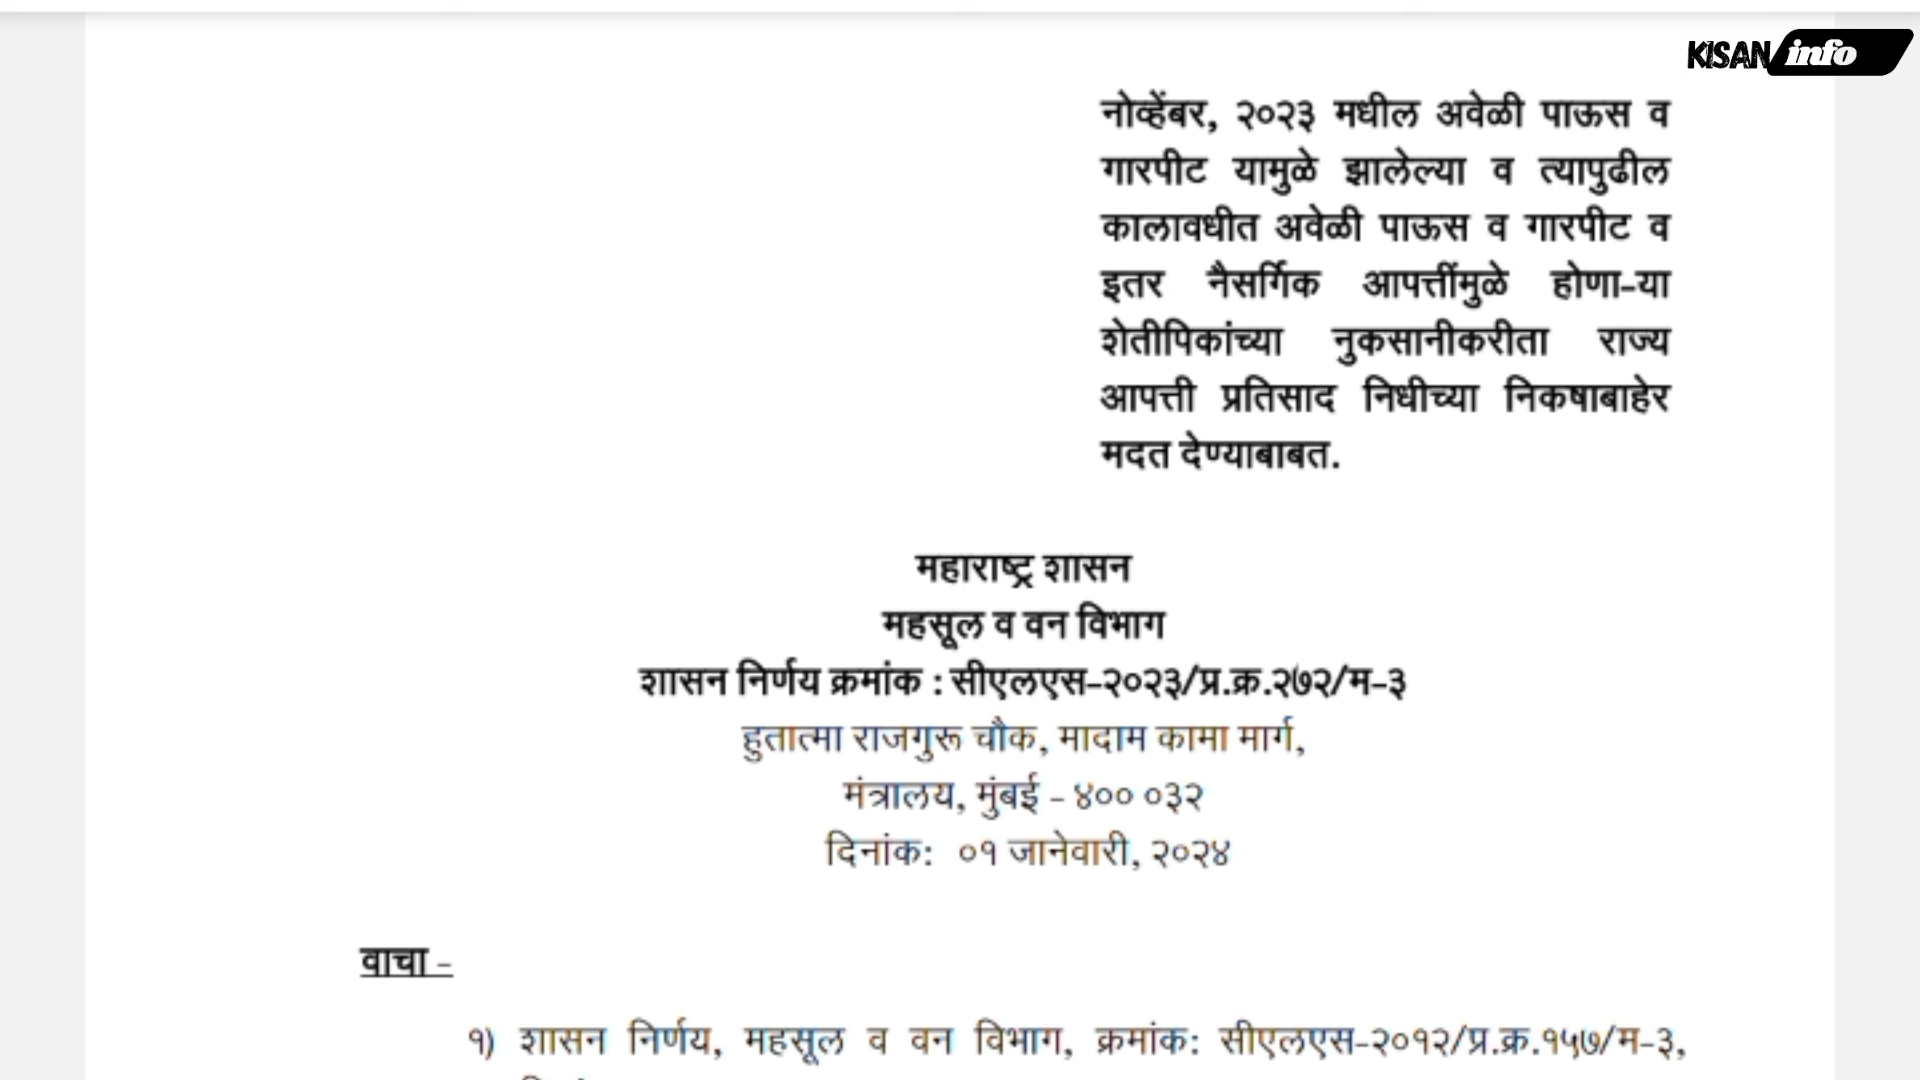 KISAN info
नोव्हेंबर, २०२३ मधील अवेळी पाऊस व
गारपीट यामुळे झालेल्या व त्यापुढील
कालावधीत अवेळी पाऊस व गारपीट व
इतर नैसर्गिक आपत्तींमुळे होणा-या
शेतीपिकांच्या नुकसानीकरीता राज्य
आपत्ती प्रतिसाद निधीच्या निकषाबाहेर
मदत देण्याबाबत.
महाराष्ट्र शासन
महसूल व वन विभाग
शासन निर्णय क्रमांक : सीएलएस-२०२३/प्र.क्र.२७२/म-३
हुतात्मा राजगुरू चौक, मादाम कामा मार्ग,
मंत्रालय, मुंबई - ४०० ०३२
दिनांक: ०१ जानेवारी, २०२४
वाचा -
१) शासन निर्णय, महसूल व वन विभाग, क्रमांक: सीएलएस-२०१२/प्र.क्र.१५७/म-३,